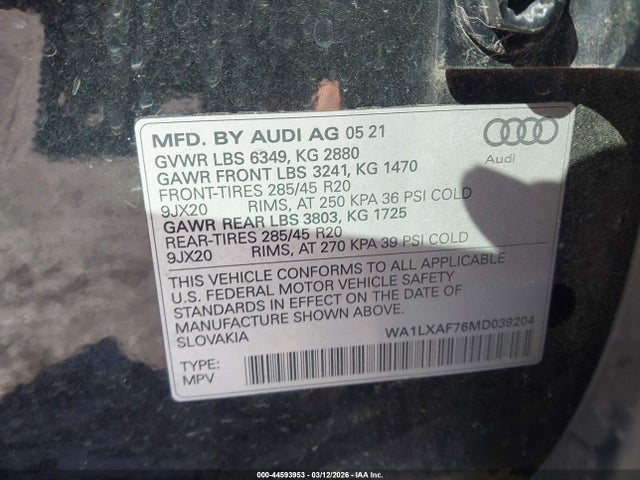 MFD. BY AUDI AG 05 21
GVWR LBS 6349, KG 2880
GAWR FRONT LBS 3241, KG 1470
FRONT-TIRES 285/45 R20
9JX20 RIMS, AT 250 KPA 36 PSI COLD
GAWR REAR LBS 3803, KG 1725
REAR-TIRES 285/45 R20
9JX20 RIMS, AT 270 KPA 39 PSI COLD
Audi
THIS VEHICLE CONFORMS TO ALL APPLICABLE
U.S. FEDERAL MOTOR VEHICLE SAFETY
STANDARDS IN EFFECT ON THE DATE OF
MANUFACTURE SHOWN ABOVE.
SLOVAKIA WA1LXAF76MD039204
TYPE:
MPV
000-44593953 | 03/12/2026 | IAA Inc.